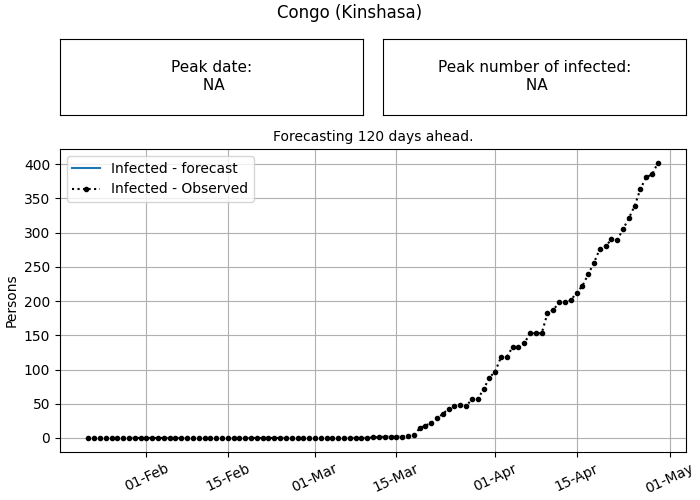 Congo (Kinshasa)
Peak date:
NA
Peak number of infected:
NA
Forecasting 120 days ahead.
Infected - forecast
Infected - Observed
Persons
400
350
300
250
200
150
100
50
0
01-Feb
15-Feb
01-Mar
15-Mar
01-Apr
15-Apr
01-May